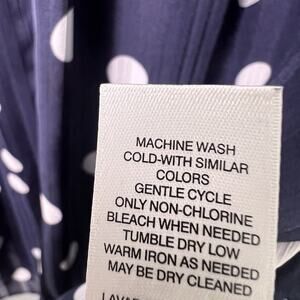 MACHINE WASH
COLD-WITH SIMILAR
COLORS
GENTLE CYCLE
ONLY NON-CHLORINE
BLEACH WHEN NEEDED
TUMBLE DRY LOW
WARM IRON AS NEEDED
MAY BE DRY CLEANED